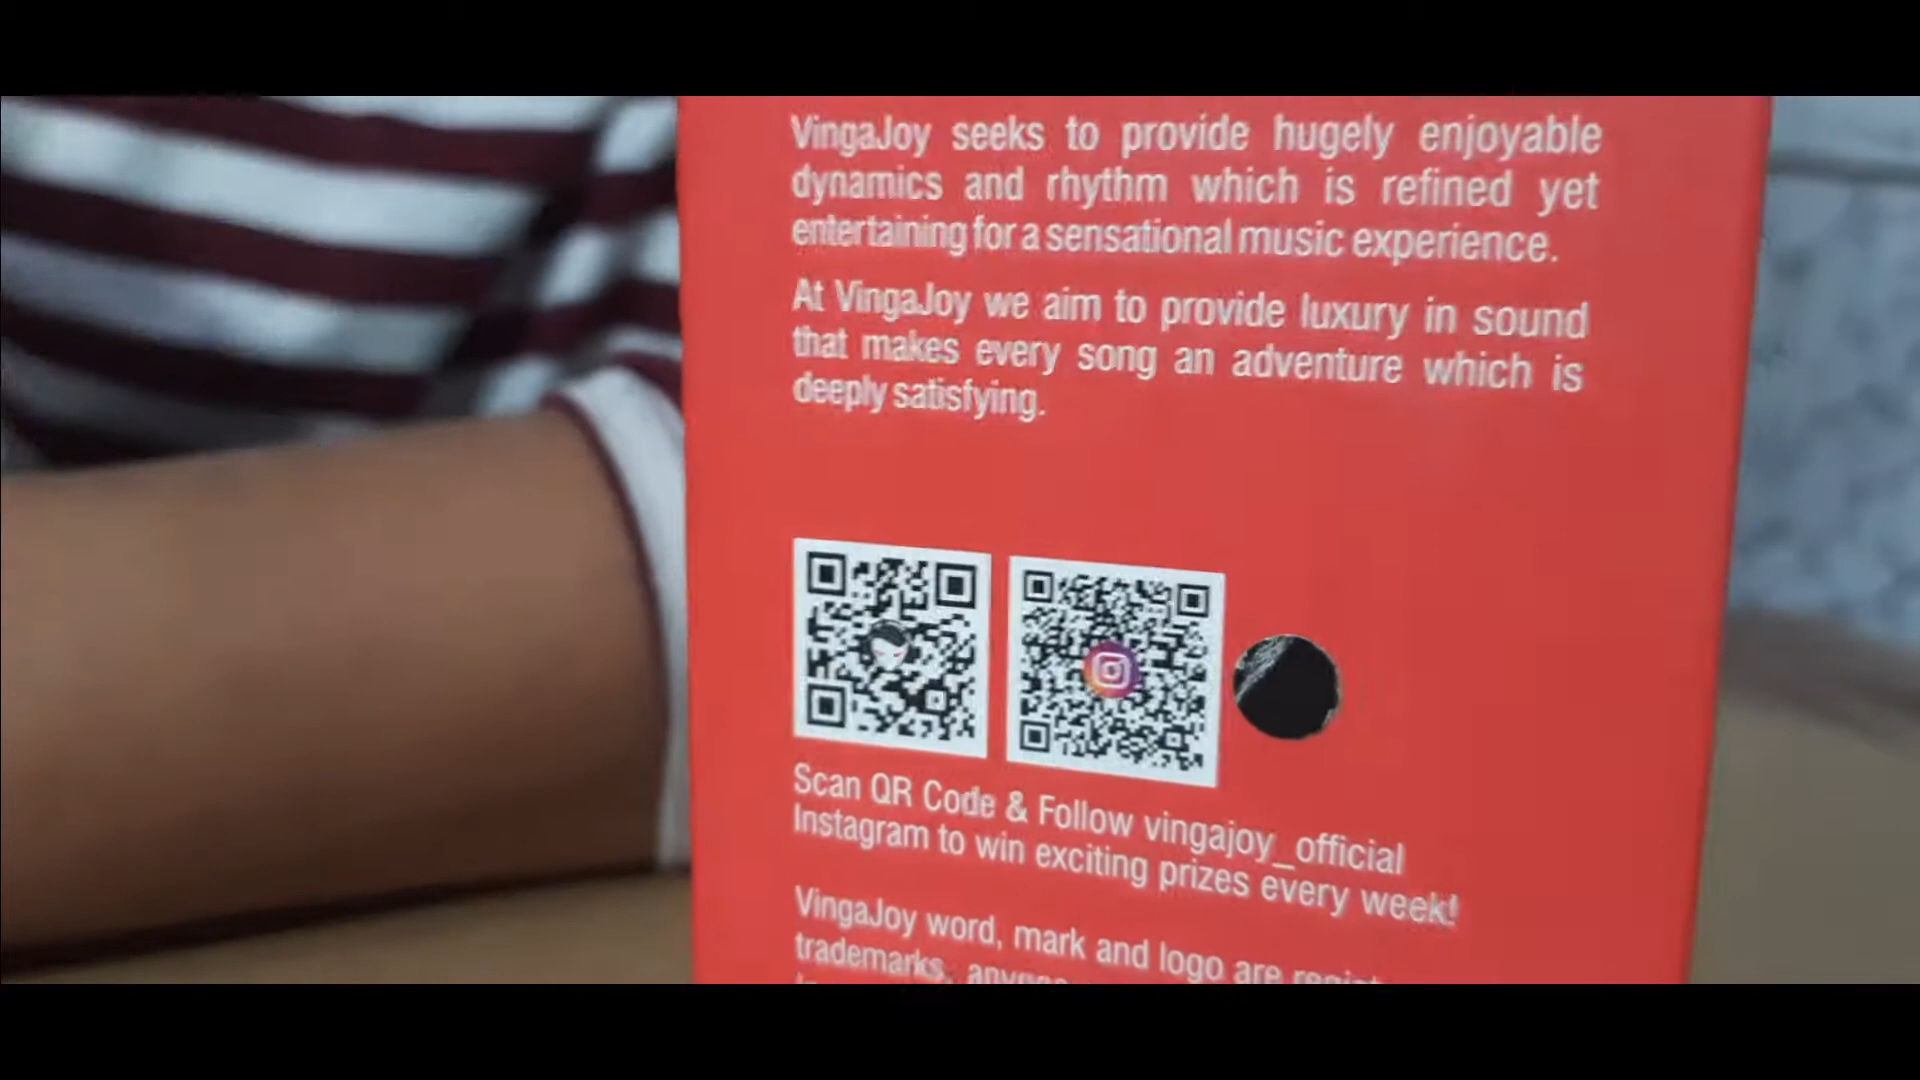 VingaJoy seeks to provide hugely enjoyable
dynamics and rhythm which is refined yet
entertaining for a sensational music experience.
At VingaJoy we aim to provide luxury in sound
that makes every song an adventure which is
deeply satisfying.
Scan QR Code & Follow vingajoy_official
Instagram to win exciting prizes every week!
VingaJoy word, mark and logo are
trademarks,